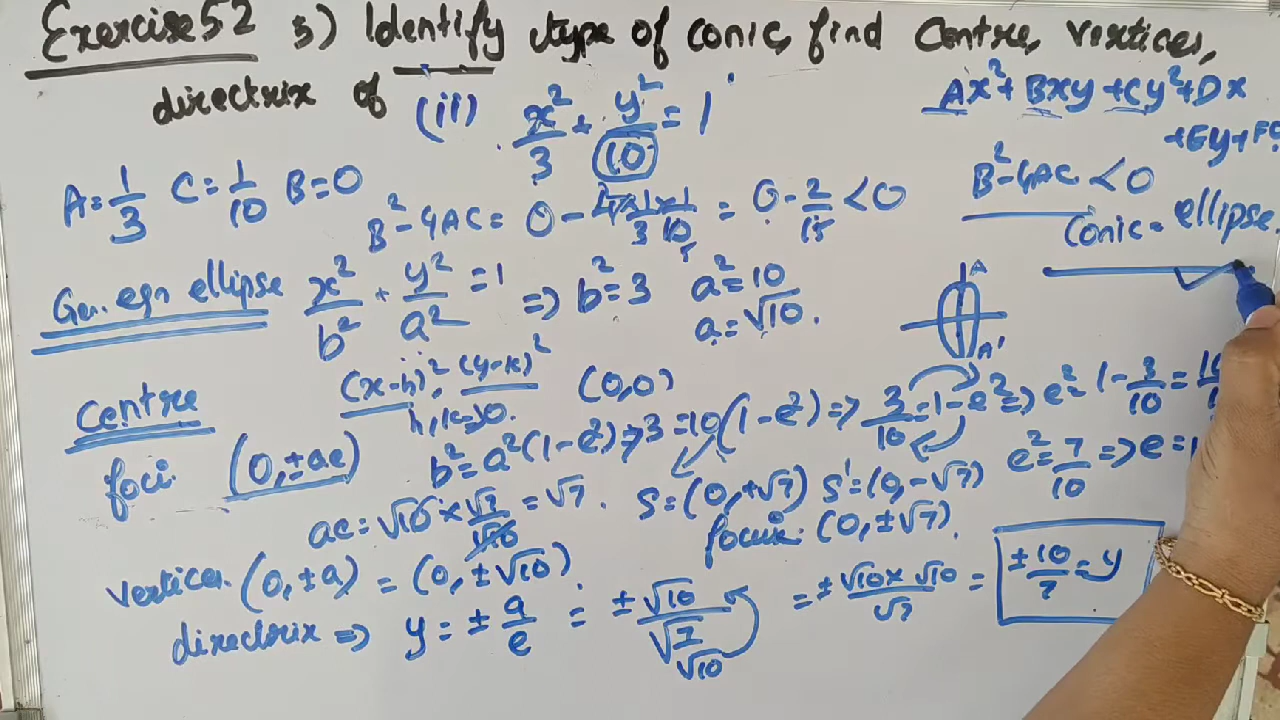 Exercise 5.2 5) Identify type of conic, find Centre, vertices,
directrix of
(ii) x²/3 + y²/10 = 1
Ax² + Bxy + Cy² + Dx
+ Ey + F
A = 1/3 C = 1/10 B = 0
B² - 4AC = 0 - 4×1/3×1/10 = 0 - 2/15 < 0
B² - 4AC < 0
Conic = ellipse.
Gen. eqn ellipse x²/b² + y²/a² = 1 ⇒ b² = 3 a² = 10
a = √10.
A
A'
Centre (x-h)², (y-k)² (0,0)
h, k = 0.
foci. (0, ±ae) b² = a²(1-e²) ⇒ 3 = 10(1-e²) ⇒ 3/10 = 1-e² ⇒ e² = 1 - 3/10 =
e² = 7/10 ⇒ e =
ae = √10 × √7/√10 = √7. S = (0, +√7) S' = (0, -√7)
focus: (0, ±√7).
vertices. (0, ±a) = (0, ±√10).
directrix ⇒ y = ± a/e = ± √10/√7/√10 = ± √10 × √10/√7 = ± 10/7 = y